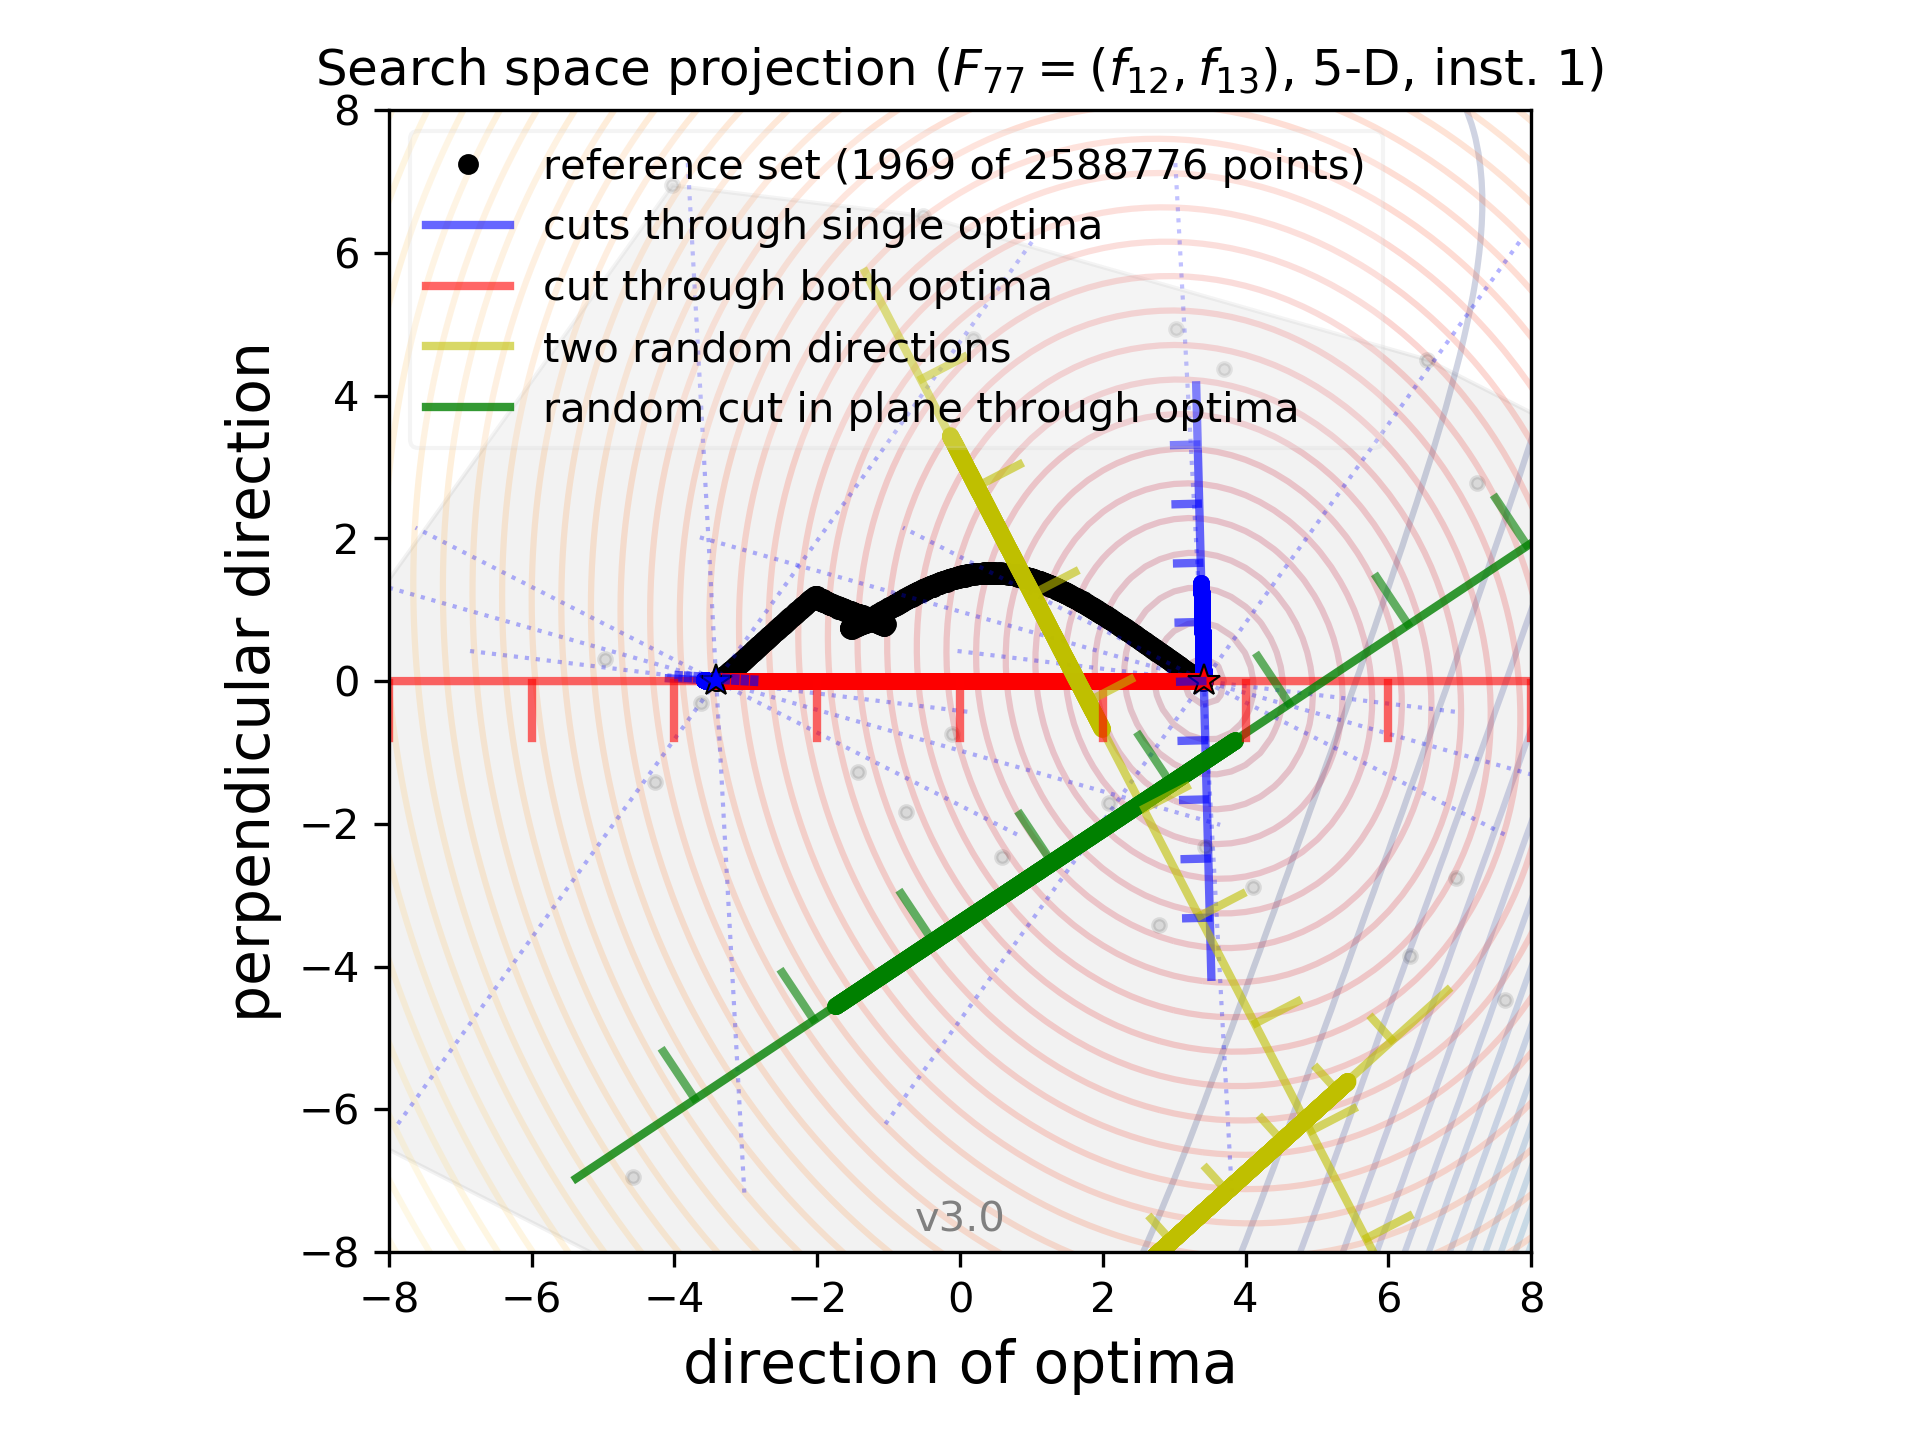 Search space projection (F77 = (f12, f13), 5-D, inst. 1)
reference set (1969 of 2588776 points)
cuts through single optima
cut through both optima
two random directions
random cut in plane through optima
8
6
4
2
0
−2
−4
−6
−8
perpendicular direction
v3.0
−8 −6 −4 −2 0 2 4 6 8
direction of optima